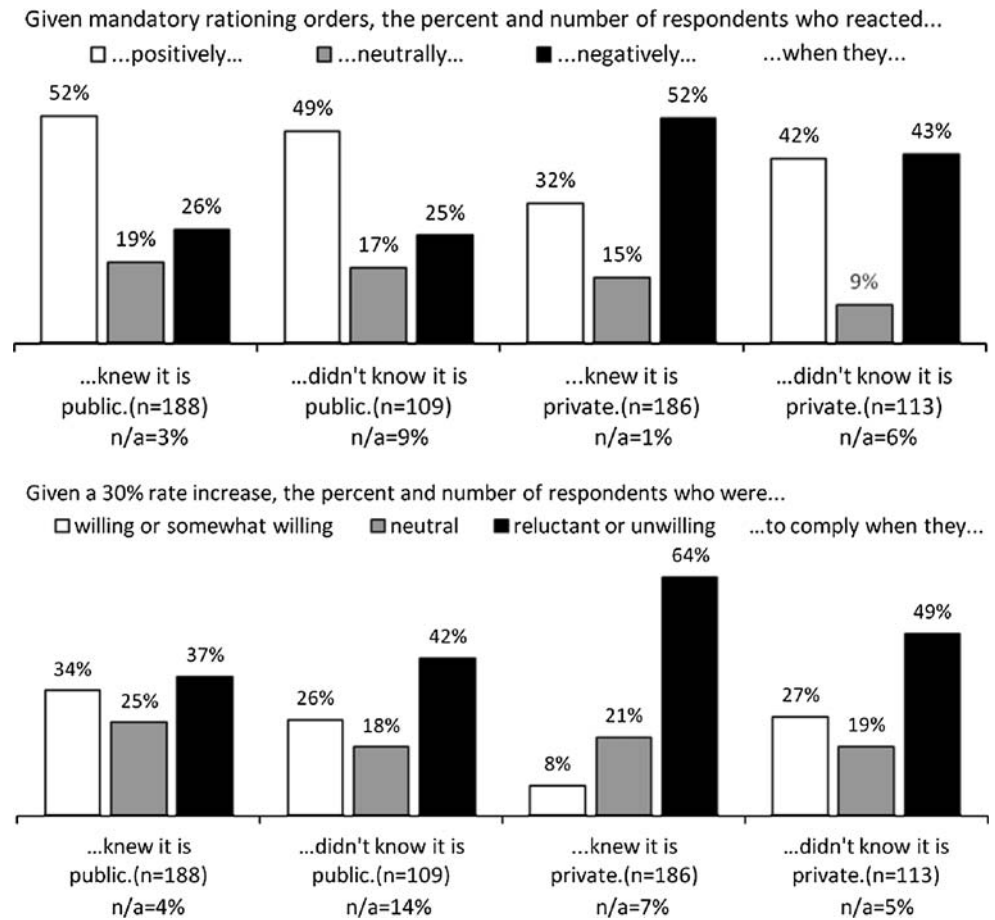 Given mandatory rationing orders, the percent and number of respondents who reacted...
...positively... ...neutrally... ...negatively... ...when they...
52% 19% 26% 49% 17% 25% 32% 15% 52% 42% 9% 43%
...knew it is ...didn't know it is ...knew it is ...didn't know it is
public.(n=188) public.(n=109) private.(n=186) private.(n=113)
n/a=3% n/a=9% n/a=1% n/a=6%
Given a 30% rate increase, the percent and number of respondents who were...
willing or somewhat willing neutral reluctant or unwilling ...to comply when they...
34% 25% 37% 26% 18% 42% 8% 21% 64% 27% 19% 49%
...knew it is ...didn't know it is ...knew it is ...didn't know it is
public.(n=188) public.(n=109) private.(n=186) private.(n=113)
n/a=4% n/a=14% n/a=7% n/a=5%